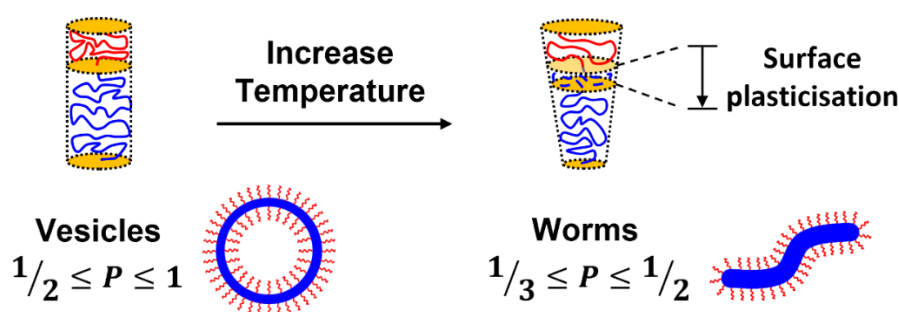 Increase
Temperature
Surface
plasticisation
Vesicles
1/2 ≤ P ≤ 1
Worms
1/3 ≤ P ≤ 1/2